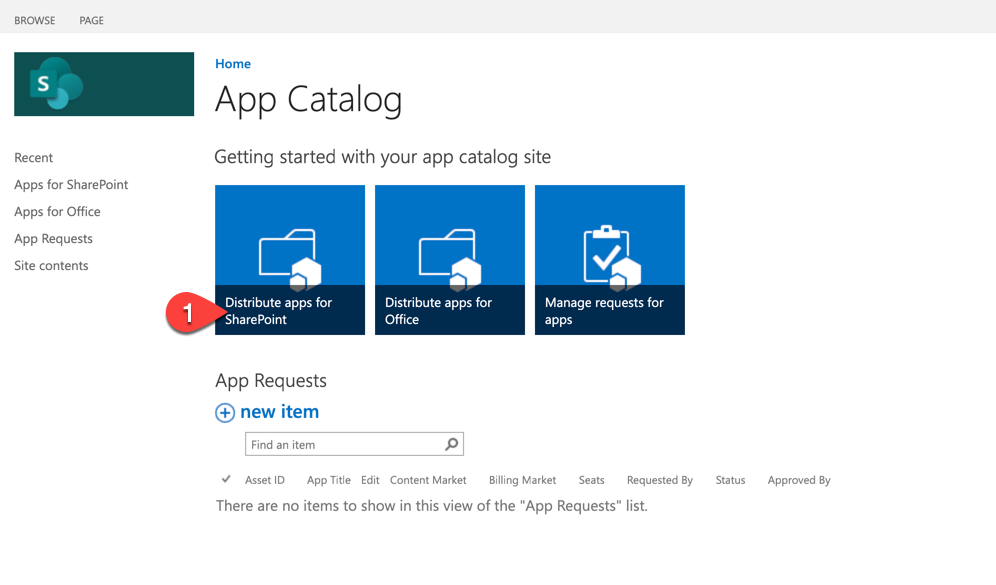 BROWSE PAGE
S
Home
App Catalog
Recent
Apps for SharePoint
Apps for Office
App Requests
Site contents
Getting started with your app catalog site
Distribute apps for
SharePoint
Distribute apps for
Office
Manage requests for
apps
1
App Requests
new item
Find an item
Asset ID App Title Edit Content Market Billing Market Seats Requested By Status Approved By
There are no items to show in this view of the "App Requests" list.